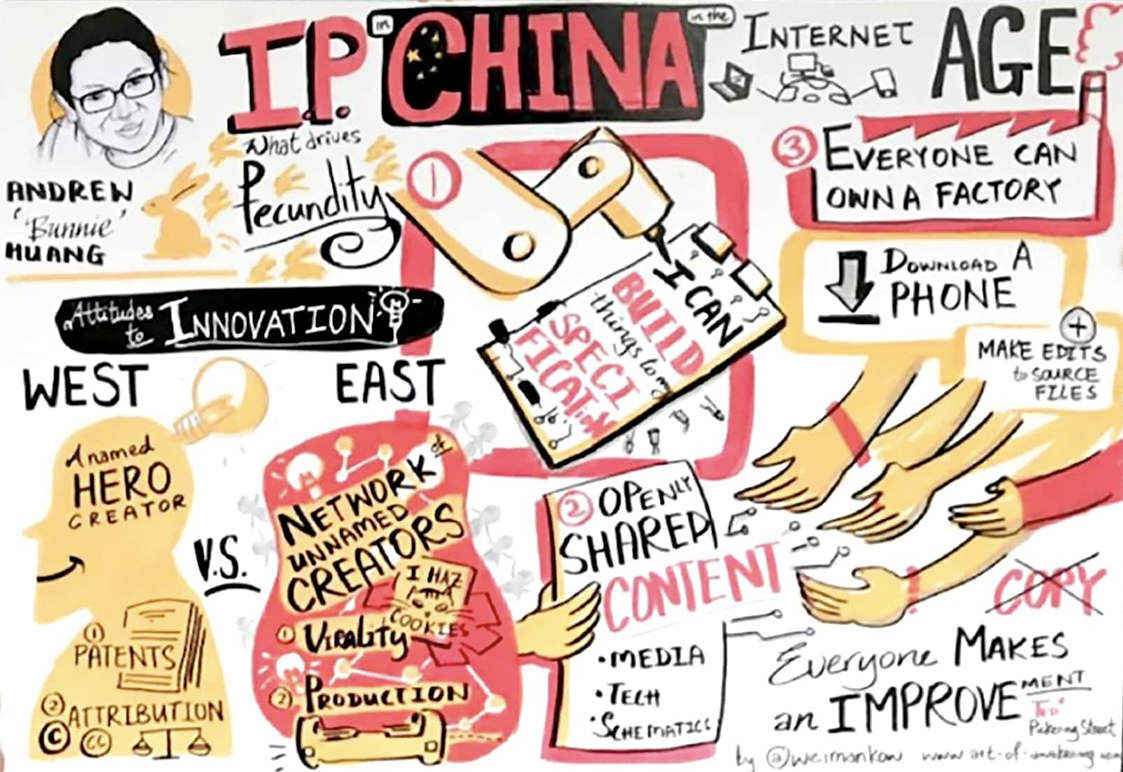 I.P. in CHINA in the INTERNET AGE
ANDREW
'Bunnie'
HUANG
What drives
Fecundity
Attitudes
to INNOVATION
WEST
A named
HERO
CREATOR
① PATENTS
② ATTRIBUTION
© CC
V.S.
EAST
NETWORK of
UNNAMED
CREATORS
① Virality
I HAZ
COOKIES
② PRODUCTION
①
I CAN
BUILD
things to my
SPECI
FICATION
② OPENLY
SHARED
CONTENT
• MEDIA
• TECH
• SCHEMATICS
③ EVERYONE CAN
OWN A FACTORY
DOWNLOAD A
PHONE
+
MAKE EDITS
to SOURCE
FILES
COPY
Everyone MAKES
an IMPROVEMENT
Pickering Street
by @weimankow www.art-of-awakening.com